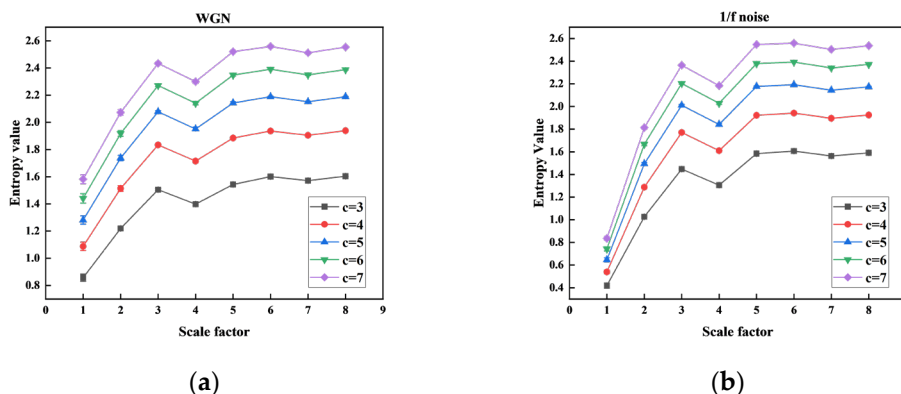 WGN
Entropy value
2.6
2.4
2.2
2.0
1.8
1.6
1.4
1.2
1.0
0.8
0 1 2 3 4 5 6 7 8 9
Scale factor
c=3
c=4
c=5
c=6
c=7
(a)
1/f noise
Entropy Value
2.6
2.4
2.2
2.0
1.8
1.6
1.4
1.2
1.0
0.8
0.6
0.4
0 1 2 3 4 5 6 7 8
Scale factor
c=3
c=4
c=5
c=6
c=7
(b)